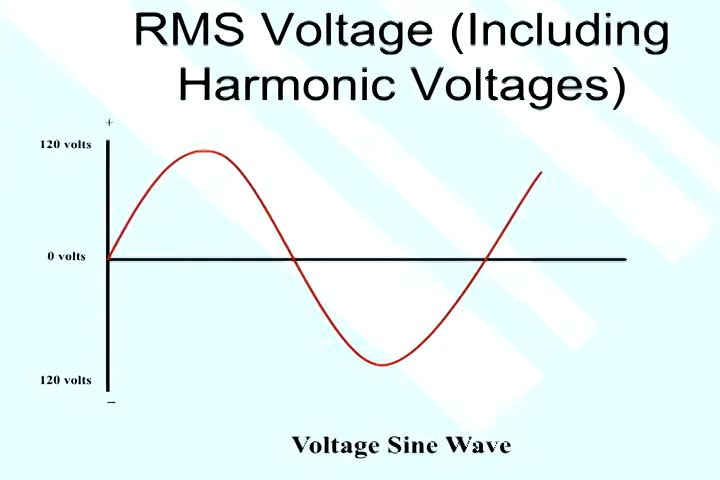 RMS Voltage (Including
Harmonic Voltages)
+
120 volts
0 volts
120 volts
–
Voltage Sine Wave